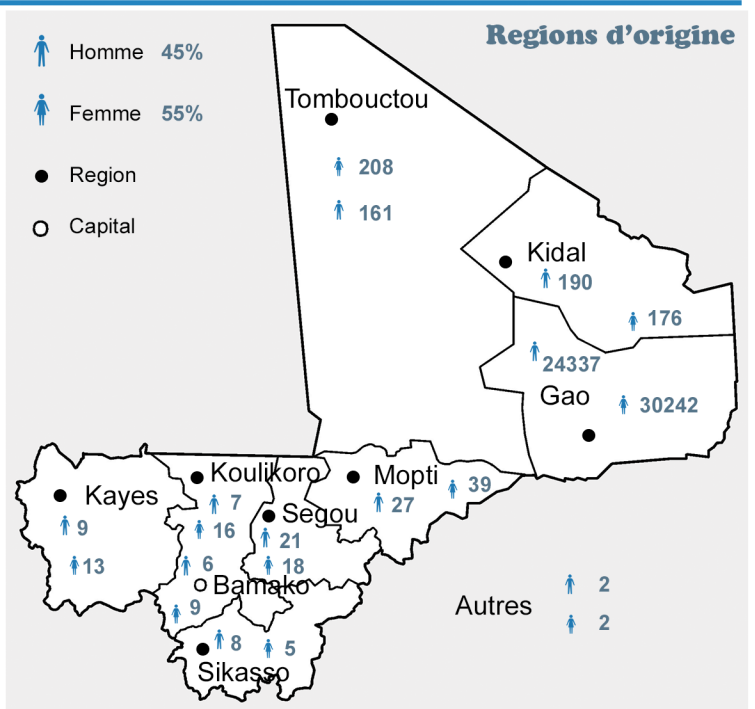 Regions d'origine
Homme 45%
Femme 55%
Region
Capital
Tombouctou
208
161
Kidal
190
176
24337
Gao
30242
Koulikoro
7
16
Mopti
27
39
Kayes
9
13
Segou
21
18
6
Bamako
9
8
5
Sikasso
Autres
2
2